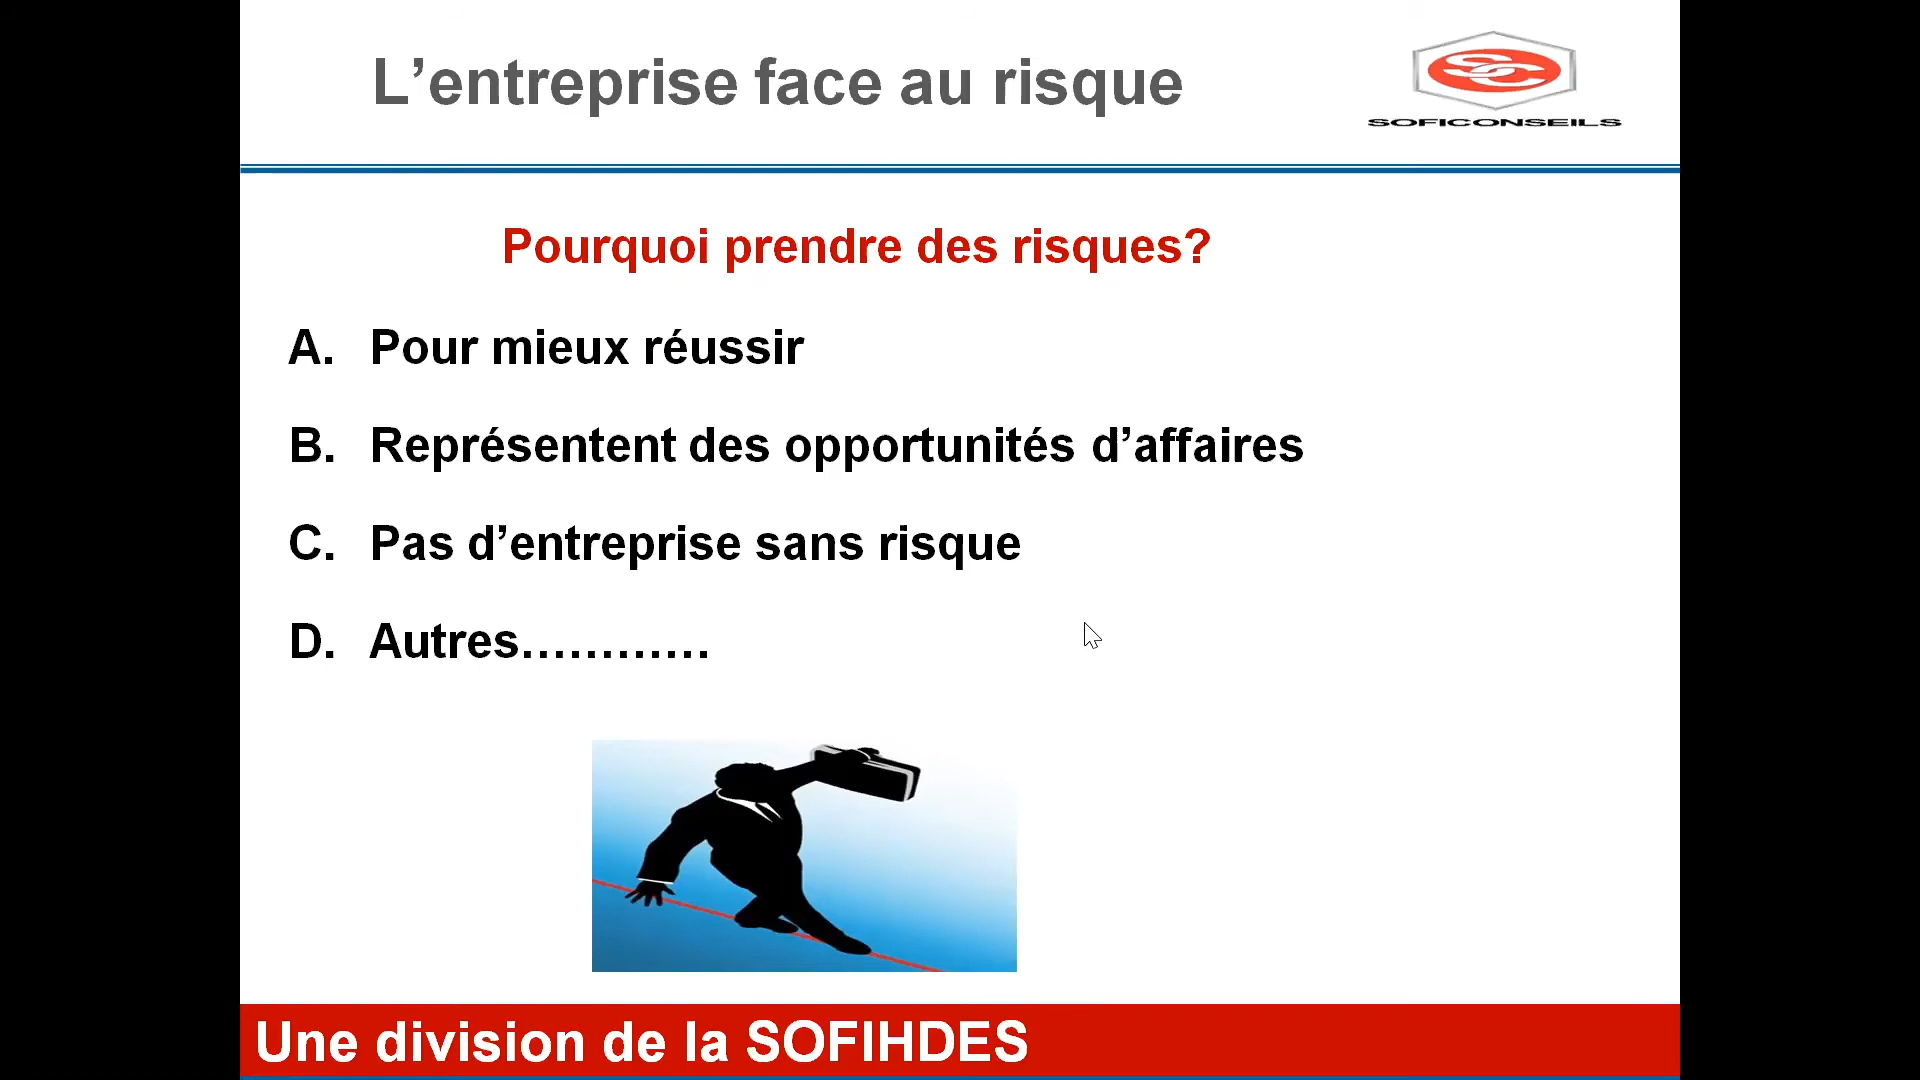 L’entreprise face au risque
SC
SOFICONSEILS
Pourquoi prendre des risques?
A. Pour mieux réussir
B. Représentent des opportunités d’affaires
C. Pas d’entreprise sans risque
D. Autres…………
Une division de la SOFIHDES